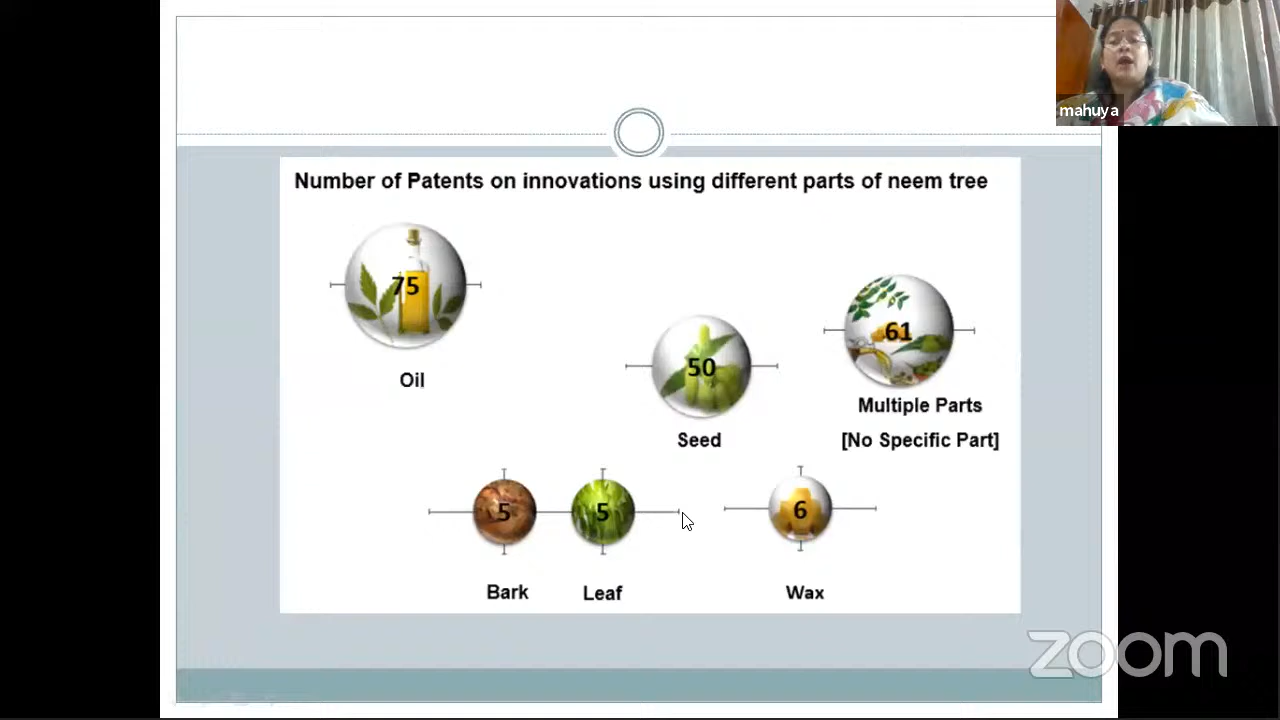 mahuya
Number of Patents on innovations using different parts of neem tree
75
Oil
61
Multiple Parts
[No Specific Part]
50
Seed
5
Bark
5
Leaf
6
Wax
zoom